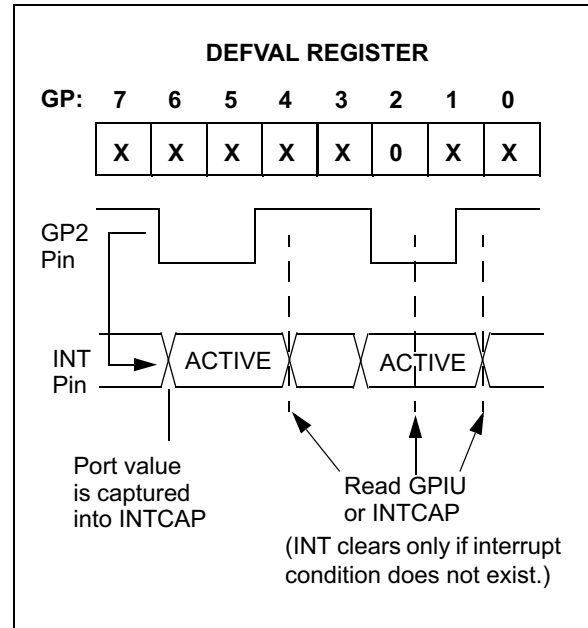 DEFVAL REGISTER
GP: 7 6 5 4 3 2 1 0
X X X X X 0 X X
GP2
Pin
INT
Pin
ACTIVE ACTIVE
Port value
is captured
into INTCAP
Read GPIU
or INTCAP
(INT clears only if interrupt
condition does not exist.)